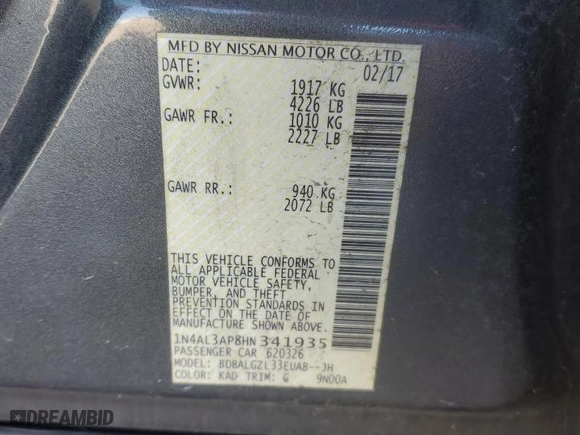 MFD BY NISSAN MOTOR CO., LTD.
DATE: 02/17
GVWR: 1917 KG
4226 LB
GAWR FR.: 1010 KG
2227 LB
GAWR RR.: 940 KG
2072 LB
THIS VEHICLE CONFORMS TO
ALL APPLICABLE FEDERAL
MOTOR VEHICLE SAFETY,
BUMPER, AND THEFT
PREVENTION STANDARDS IN
EFFECT ON THE DATE OF
MANUFACTURE SHOWN ABOVE.
1N4AL3AP8HN341935
PASSENGER CAR 620326
MODEL: BDBALGZL33EUAB--JH
COLOR: KAD TRIM: G 9N00A
DREAMBID